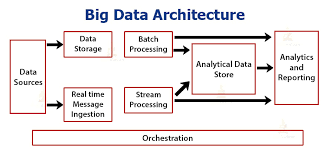 Big Data Architecture
Data
Sources
Data
Storage
Real time
Message
Ingestion
Batch
Processing
Stream
Processing
Analytical Data
Store
Analytics
and
Reporting
Orchestration